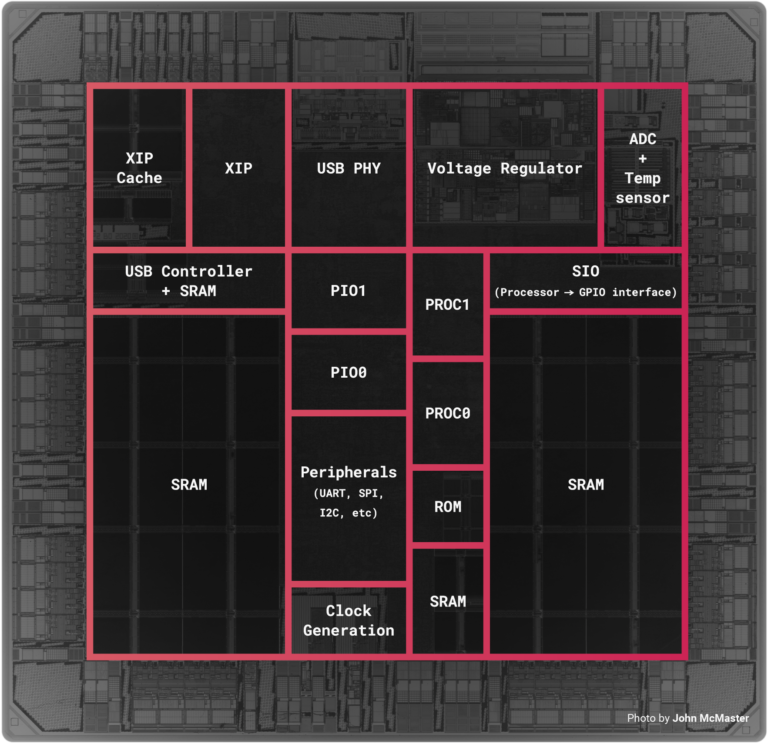 XIP
Cache
XIP
USB PHY
Voltage Regulator
ADC
+
Temp
sensor
USB Controller
+ SRAM
PIO1
PROC1
SIO
(Processor → GPIO interface)
PIO0
PROC0
SRAM
Peripherals
(UART, SPI,
I2C, etc)
ROM
SRAM
Clock
Generation
SRAM
Photo by John McMaster